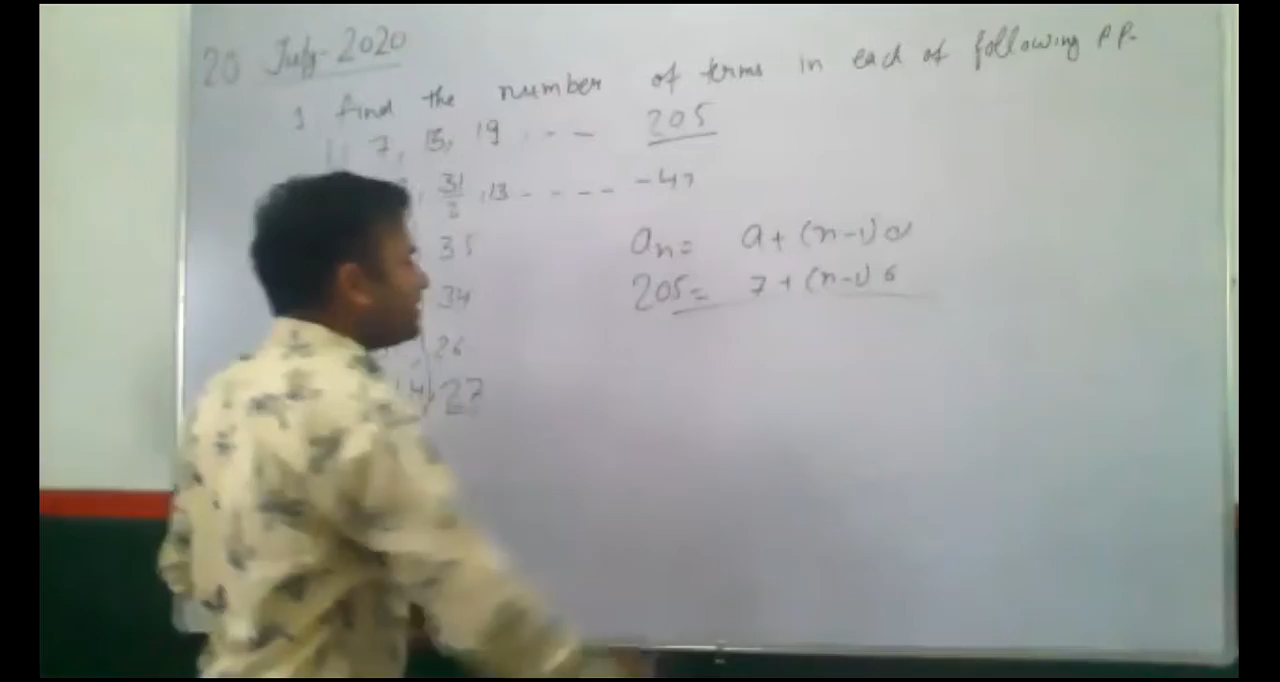 20 July-2020
1 find the number of terms in each of following PP.
7, 13, 19 ... 205
, 31/2, 13 ---- -47
35
34
26
27
an = a + (n-1) d
205 = 7 + (n-1) 6